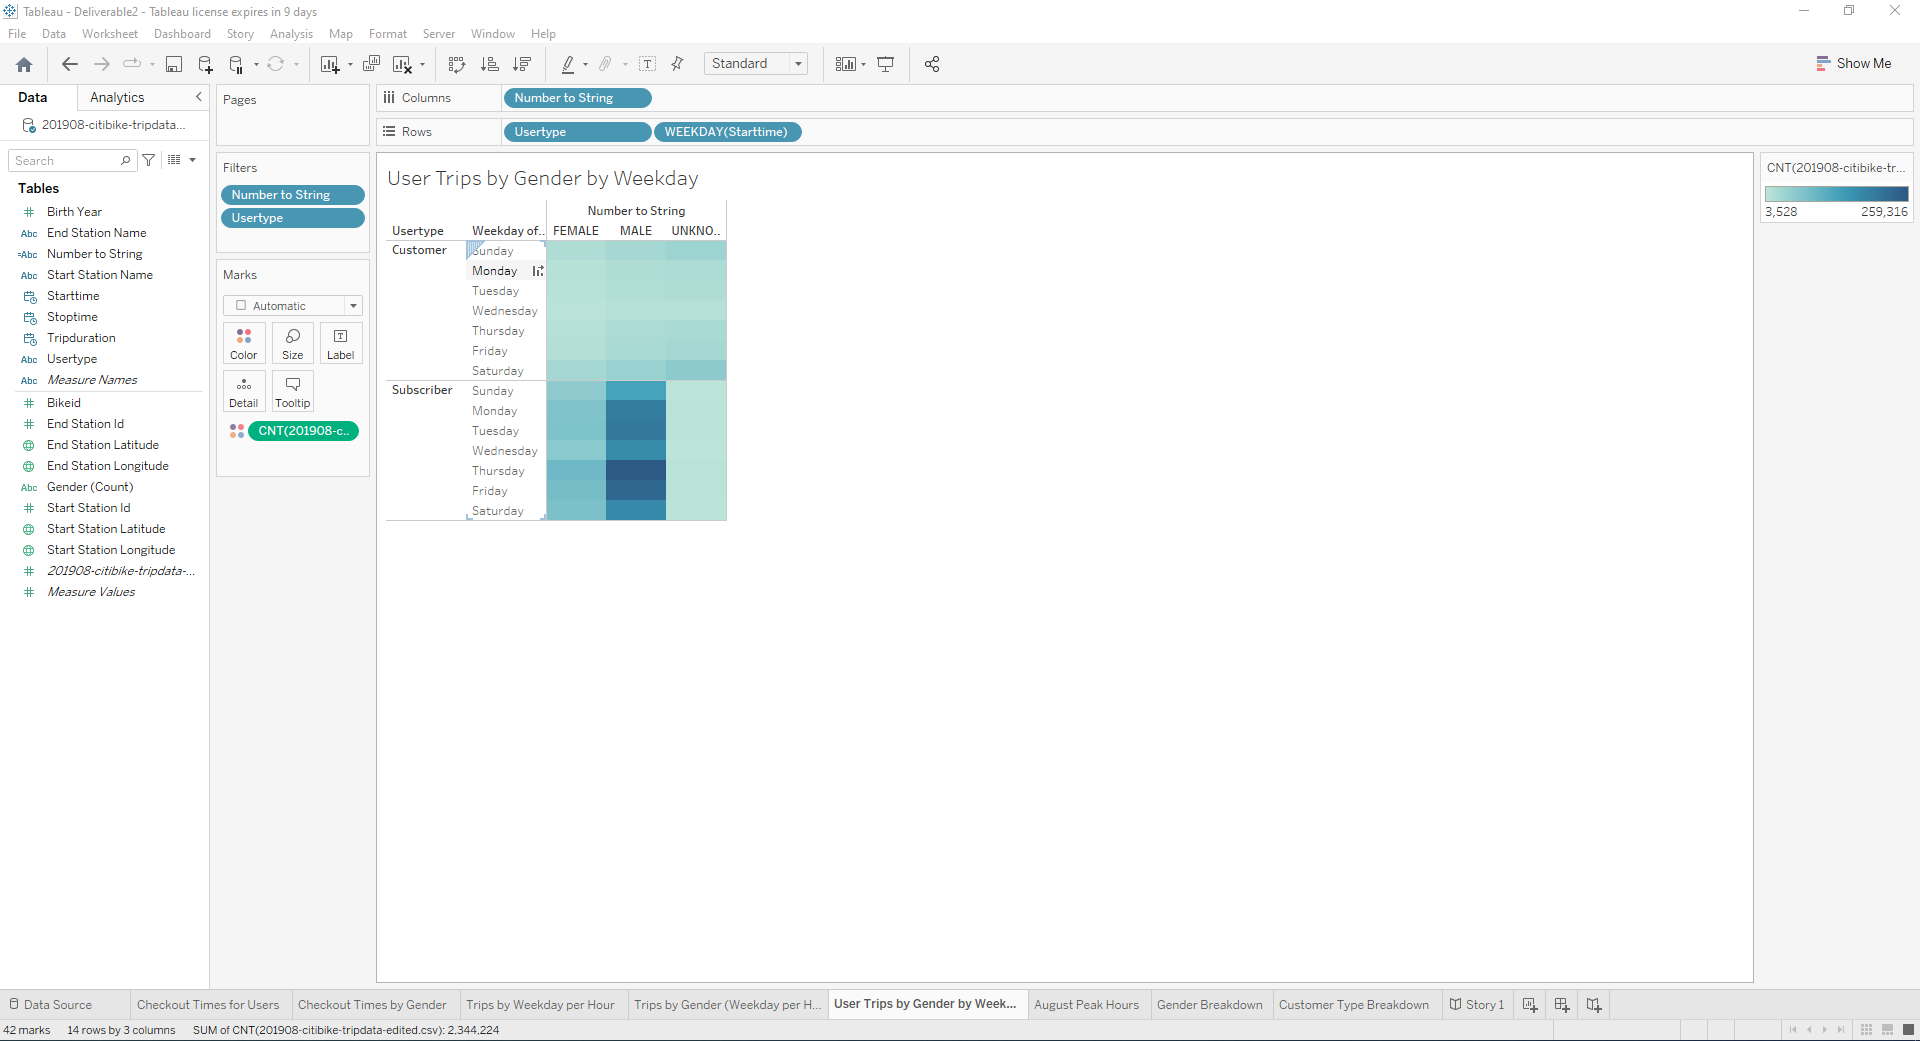 Tableau - Deliverable2 - Tableau license expires in 9 days
File Data Worksheet Dashboard Story Analysis Map Format Server Window Help
Standard
Show Me
Data Analytics
201908-citibike-tripdata...
Search
Tables
# Birth Year
Abc End Station Name
=Abc Number to String
Abc Start Station Name
Starttime
Stoptime
Tripduration
Abc Usertype
Abc Measure Names
# Bikeid
# End Station Id
End Station Latitude
End Station Longitude
Abc Gender (Count)
# Start Station Id
Start Station Latitude
Start Station Longitude
# 201908-citibike-tripdata-...
# Measure Values
Pages
Filters
Number to String
Usertype
Marks
Automatic
Color Size Label
Detail Tooltip
CNT(201908-c..
Columns Number to String
Rows Usertype WEEKDAY(Starttime)
User Trips by Gender by Weekday
Number to String
Usertype Weekday of.. FEMALE MALE UNKNO..
Customer Sunday
Monday
Tuesday
Wednesday
Thursday
Friday
Saturday
Subscriber Sunday
Monday
Tuesday
Wednesday
Thursday
Friday
Saturday
CNT(201908-citibike-tr...
3,528 259,316
Data Source Checkout Times for Users Checkout Times by Gender Trips by Weekday per Hour Trips by Gender (Weekday per H... User Trips by Gender by Week... August Peak Hours Gender Breakdown Customer Type Breakdown Story 1
42 marks 14 rows by 3 columns SUM of CNT(201908-citibike-tripdata-edited.csv): 2,344,224